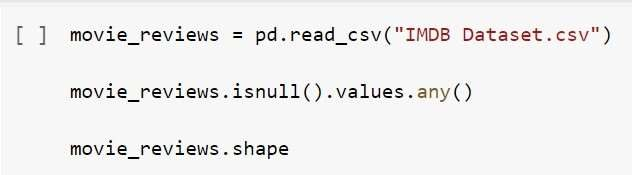 [ ] movie_reviews = pd.read_csv("IMDB Dataset.csv")
movie_reviews.isnull().values.any()
movie_reviews.shape